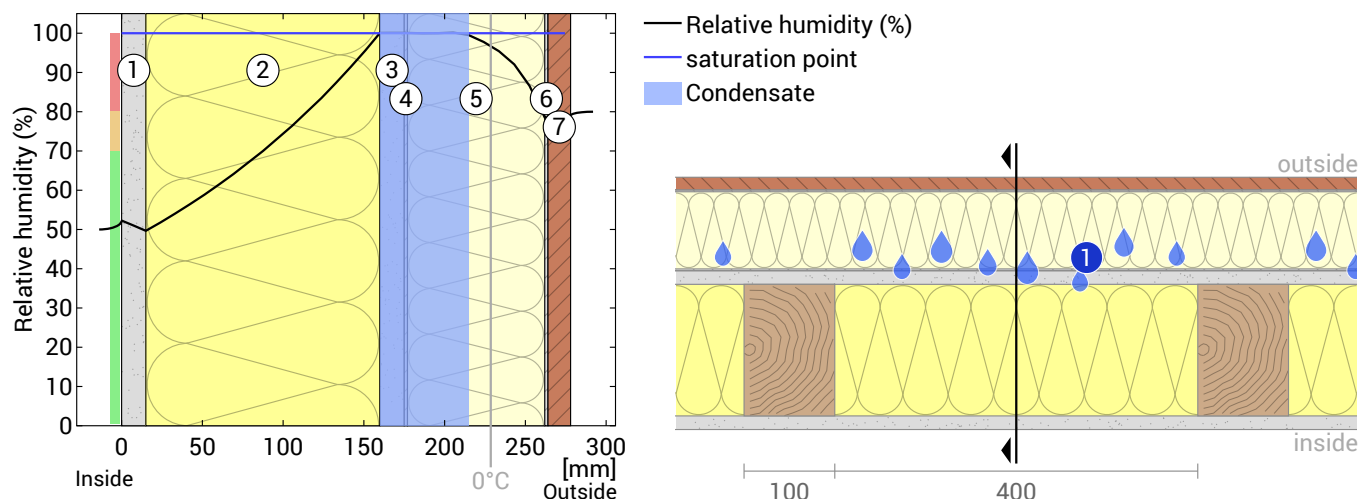 Relative humidity (%)
100
90
80
70
60
50
40
30
20
10
0
1
2
3
4
5
6
7
0
50
100
150
200
250
300
[mm]
Inside
0°C
Outside
Relative humidity (%)
saturation point
Condensate
outside
1
inside
100
400